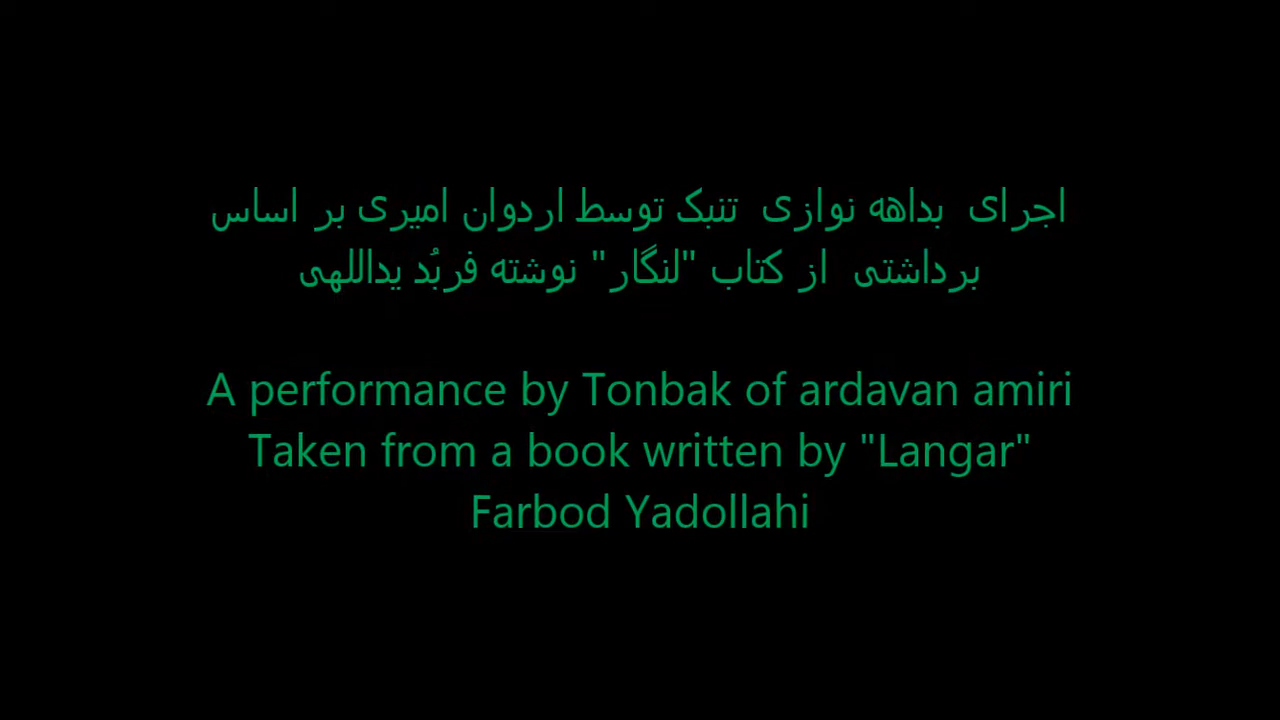 اجرای بداهه نوازی تنبک توسط اردوان امیری بر اساس
برداشتی از کتاب "لنگار" نوشته فربُد یداللهی
A performance by Tonbak of ardavan amiri
Taken from a book written by "Langar"
Farbod Yadollahi